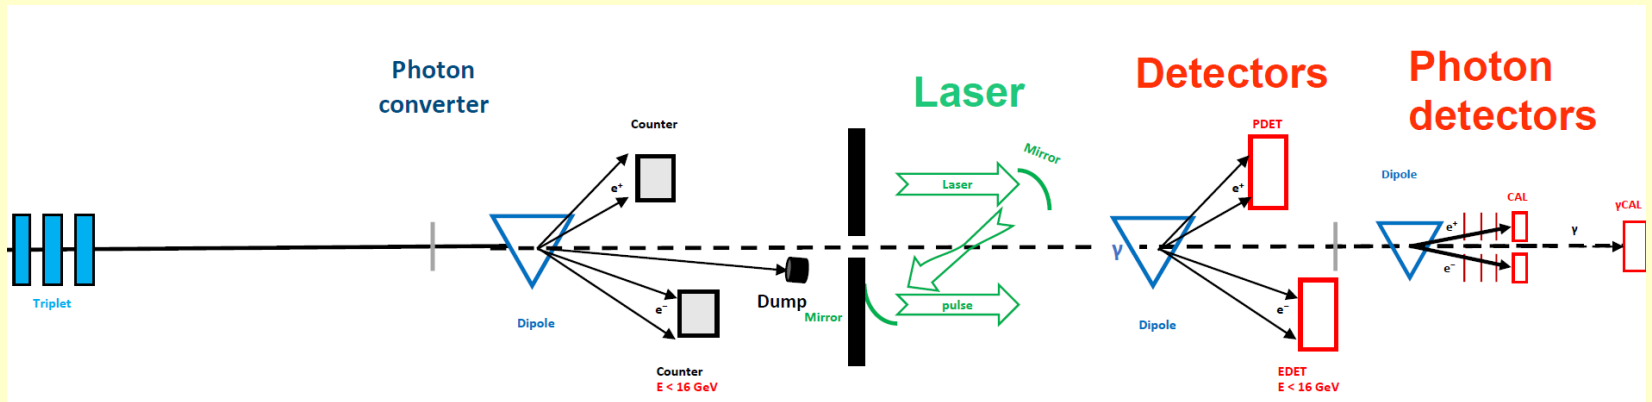 Photon
converter
Laser
Detectors
Photon
detectors
Counter
PDET
Mirror
Dipole
Laser
e⁺
e⁺
CAL
γCAL
e⁺
γ
γ
e⁻
Triplet
Dump
e⁻
e⁻
Mirror
pulse
Dipole
Dipole
Counter
E < 16 GeV
EDET
E < 16 GeV